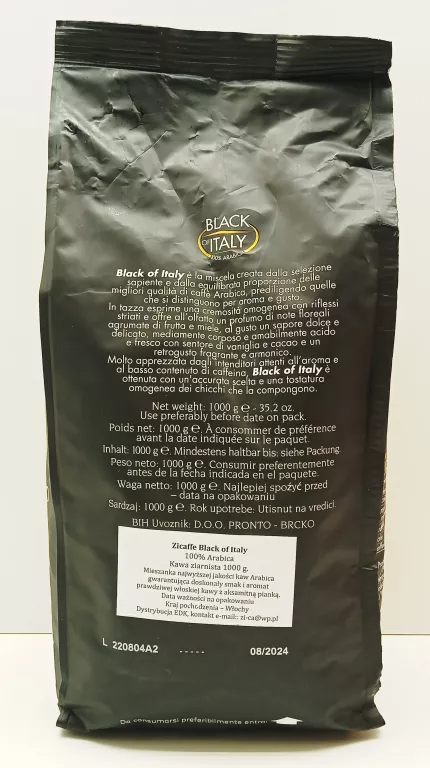 BLACK
OF ITALY
100% ARABICA
Black of Italy è la miscela creata dalla selezione
sapiente e dalla equilibrata proporzione delle
migliori qualità di caffè Arabica, prediligendo quelle
che si distinguono per aroma e gusto.
In tazza esprime una cremosità omogenea con riflessi
striati e offre all'olfatto un profumo di note floreali
agrumate di frutta e miele, al gusto un sapore dolce e
delicato, mediamente corposo e amabilmente acido
e fresco con sentore di vaniglia e cacao e un
retrogusto fragrante e armonico.
Molto apprezzata dagli intenditori attenti all'aroma e
al basso contenuto di caffeina, Black of Italy è
ottenuta con un'accurata scelta e una tostatura
omogenea dei chicchi che la compongono.
Net weight: 1000 g ℮ - 35.2 oz.
Use preferably before date on pack.
Poids net: 1000 g ℮. À consommer de préférence
avant la date indiquée sur le paquet.
Inhalt: 1000 g ℮. Mindestens haltbar bis: siehe Packung
Peso neto: 1000 g ℮. Consumir preferentemente
antes de la fecha indicada en el paquete.
Waga netto: 1000 g ℮. Najlepiej spożyć przed
– data na opakowaniu
Sardzaj: 1000 g ℮. Rok upotrebe: Utisnut na vredici.
BIH Uvoznik: D.O.O. PRONTO - BRCKO
Zicaffe Black of Italy
100% Arabica
Kawa ziarnista 1000 g.
Mieszanka najwyższej jakości kaw Arabica
gwarantująca doskonały smak i aromat
prawdziwej włoskiej kawy z aksamitną pianką.
Data ważności na opakowaniu
Kraj pochodzenia – Włochy
Dystrybucja EDK, kontakt e-mail:: zi-ca@wp.pl
L 220804A2 ----- 08/2024
Da consumarsi preferibilmente entro: